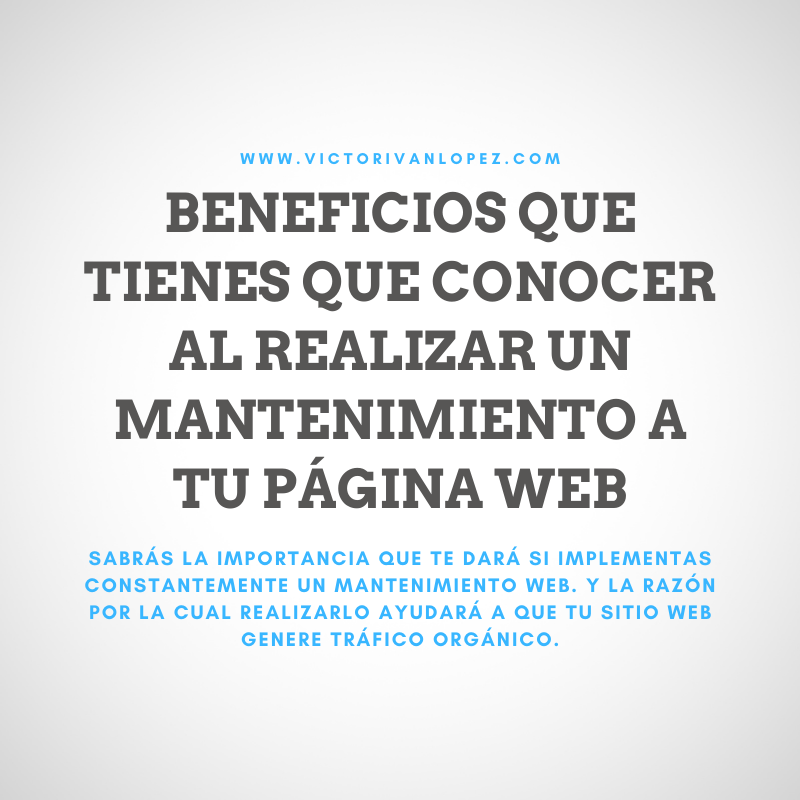 WWW.VICTORIVANLOPEZ.COM
BENEFICIOS QUE
TIENES QUE CONOCER
AL REALIZAR UN
MANTENIMIENTO A
TU PÁGINA WEB
SABRÁS LA IMPORTANCIA QUE TE DARÁ SI IMPLEMENTAS
CONSTANTEMENTE UN MANTENIMIENTO WEB. Y LA RAZÓN
POR LA CUAL REALIZARLO AYUDARÁ A QUE TU SITIO WEB
GENERE TRÁFICO ORGÁNICO.